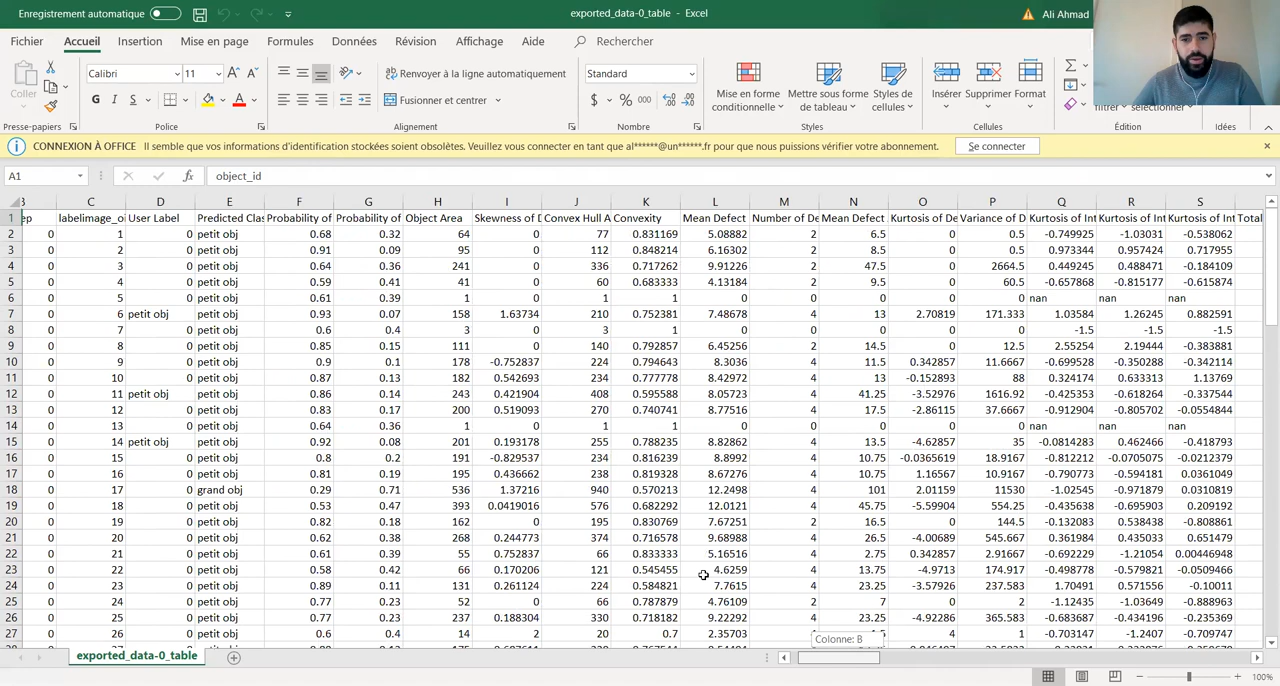 Enregistrement automatique
exported_data-0_table - Excel
Ali Ahmad
Fichier Accueil Insertion Mise en page Formules Données Révision Affichage Aide Rechercher
Coller
Calibri 11
Renvoyer à la ligne automatiquement
Standard
G I S
Fusionner et centrer
$ % 000
Mise en forme conditionnelle
Mettre sous forme de tableau
Styles de cellules
Insérer Supprimer Format
filtrer sélectionner
Presse-papiers Police Alignement Nombre Styles Cellules Édition Idées
CONNEXION À OFFICE Il semble que vos informations d'identification stockées soient obsolètes. Veuillez vous connecter en tant que al******@un******.fr pour que nous puissions vérifier votre abonnement. Se connecter
A1 fx object_id
C D E F G H I J K L M N O P Q R S
1 ep labelimage_o User Label Predicted Clas Probability of Probability of Object Area Skewness of D Convex Hull A Convexity Mean Defect Number of De Mean Defect Kurtosis of De Variance of D Kurtosis of Int Kurtosis of Int Kurtosis of Int Total
2 0 1 0 petit obj 0.68 0.32 64 0 77 0.831169 5.08882 2 6.5 0 0.5 -0.749925 -1.03031 -0.538062
3 0 2 0 petit obj 0.91 0.09 95 0 112 0.848214 6.16302 2 8.5 0 0.5 0.973344 0.957424 0.717955
4 0 3 0 petit obj 0.64 0.36 241 0 336 0.717262 9.91226 2 47.5 0 2664.5 0.449245 0.488471 -0.184109
5 0 4 0 petit obj 0.59 0.41 41 0 60 0.683333 4.13184 2 9.5 0 60.5 -0.657868 -0.815177 -0.615874
6 0 5 0 petit obj 0.61 0.39 1 0 1 1 0 0 0 0 0 nan nan nan
7 0 6 petit obj petit obj 0.93 0.07 158 1.63734 210 0.752381 7.48678 4 13 2.70819 171.333 1.03584 1.26245 0.882591
8 0 7 0 petit obj 0.6 0.4 3 0 3 1 0 0 0 0 0 -1.5 -1.5 -1.5
9 0 8 0 petit obj 0.85 0.15 111 0 140 0.792857 6.45256 2 14.5 0 12.5 2.55254 2.19444 -0.383881
10 0 9 0 petit obj 0.9 0.1 178 -0.752837 224 0.794643 8.3036 4 11.5 0.342857 11.6667 -0.699528 -0.350288 -0.342114
11 0 10 0 petit obj 0.87 0.13 182 0.542693 234 0.777778 8.42972 4 13 -0.152893 88 0.324174 0.633313 1.13769
12 0 11 petit obj petit obj 0.86 0.14 243 0.421904 408 0.595588 8.05723 4 41.25 -3.52976 1616.92 -0.425353 -0.618264 -0.337544
13 0 12 0 petit obj 0.83 0.17 200 0.519093 270 0.740741 8.77516 4 17.5 -2.86115 37.6667 -0.912904 -0.805702 -0.0554844
14 0 13 0 petit obj 0.64 0.36 1 0 1 1 0 0 0 0 0 nan nan nan
15 0 14 petit obj petit obj 0.92 0.08 201 0.193178 255 0.788235 8.82862 4 13.5 -4.62857 35 -0.0814283 0.462466 -0.418793
16 0 15 0 petit obj 0.8 0.2 191 -0.829537 234 0.816239 8.8992 4 10.75 -0.0365619 18.9167 -0.812212 -0.0705075 -0.0212379
17 0 16 0 petit obj 0.81 0.19 195 0.436662 238 0.819328 8.67276 4 10.75 1.16567 10.9167 -0.790773 -0.594181 0.0361049
18 0 17 0 grand obj 0.29 0.71 536 1.37216 940 0.570213 12.2498 4 101 2.01159 11530 -1.02545 -0.971879 0.0310819
19 0 18 0 petit obj 0.53 0.47 393 0.0419016 576 0.682292 12.0121 4 45.75 -5.59904 554.25 -0.435638 -0.695903 0.209192
20 0 19 0 petit obj 0.82 0.18 162 0 195 0.830769 7.67251 2 16.5 0 144.5 -0.132083 0.538438 -0.808861
21 0 20 0 petit obj 0.62 0.38 268 0.244773 374 0.716578 9.68988 4 26.5 -4.00689 545.667 0.361984 0.435033 0.651479
22 0 21 0 petit obj 0.61 0.39 55 0.752837 66 0.833333 5.16516 4 2.75 0.342857 2.91667 -0.692229 -1.21054 0.00446948
23 0 22 0 petit obj 0.58 0.42 66 0.170206 121 0.545455 4.6259 4 13.75 -4.9713 174.917 -0.498778 -0.579821 -0.0509466
24 0 23 0 petit obj 0.89 0.11 131 0.261124 224 0.584821 7.7615 4 23.25 -3.57926 237.583 1.70491 0.571556 -0.10011
25 0 24 0 petit obj 0.77 0.23 52 0 66 0.787879 4.76109 2 7 0 2 -1.12435 -1.03649 -0.888963
26 0 25 0 petit obj 0.77 0.23 237 0.188304 330 0.718182 9.22292 4 23.25 -4.92286 365.583 -0.683687 -0.434196 -0.235369
27 0 26 0 petit obj 0.6 0.4 14 2 20 0.7 2.35703 4 1 -0.703147 -1.2407 -0.709747
Colonne: B
exported_data-0_table
100%